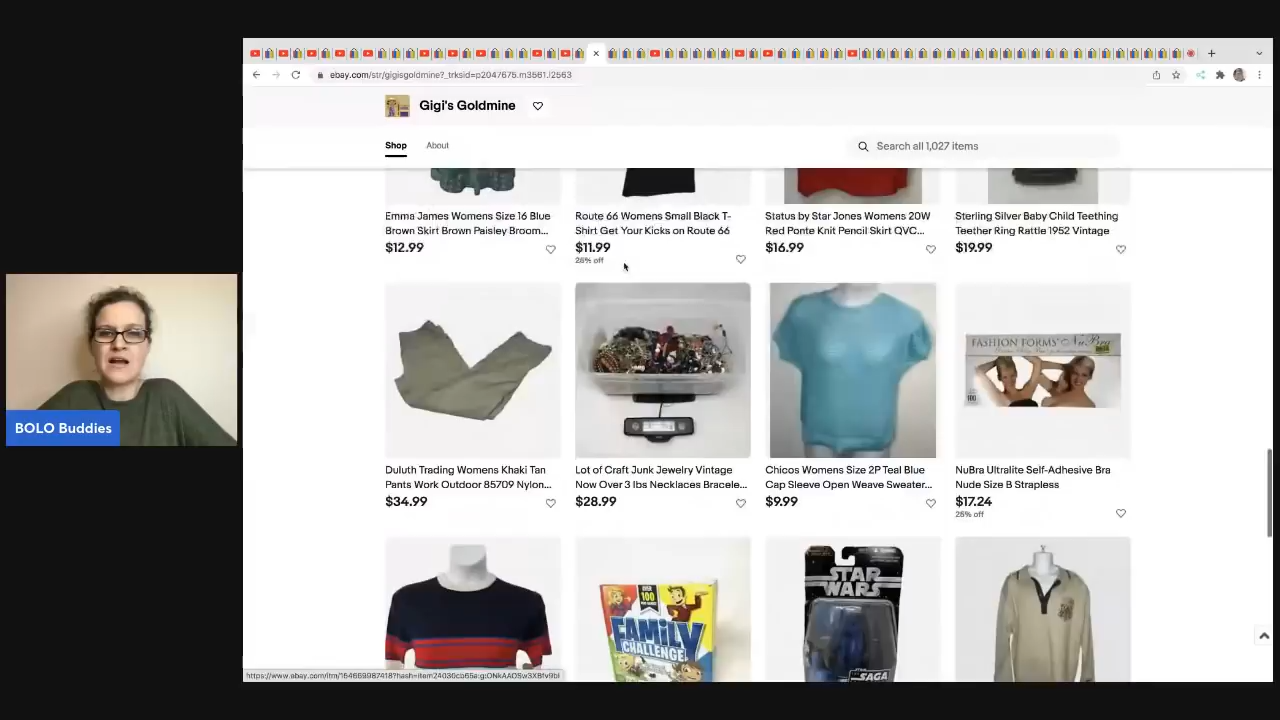 ebay.com/str/gigisgoldmine?_trksid=p2047675.m3561.l2563
Gigi's Goldmine
Shop
About
Search all 1,027 items
Emma James Womens Size 16 Blue
Brown Skirt Brown Paisley Broom...
$12.99
Route 66 Womens Small Black T-
Shirt Get Your Kicks on Route 66
$11.99
25% off
Status by Star Jones Womens 20W
Red Ponte Knit Pencil Skirt QVC...
$16.99
Sterling Silver Baby Child Teething
Teether Ring Rattle 1952 Vintage
$19.99
BOLO Buddies
FASHION FORMS NuBra
Duluth Trading Womens Khaki Tan
Pants Work Outdoor 85709 Nylon...
$34.99
Lot of Craft Junk Jewelry Vintage
Now Over 3 lbs Necklaces Bracele...
$28.99
Chicos Womens Size 2P Teal Blue
Cap Sleeve Open Weave Sweater...
$9.99
NuBra Ultralite Self-Adhesive Bra
Nude Size B Strapless
$17.24
25% off
OVER
100
FAMILY
CHALLENGE
STAR
WARS
SAGA